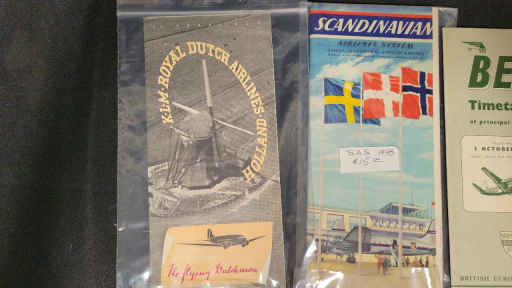 K·L·M · ROYAL DUTCH AIRLINES · HOLLAND
The flying Dutchman
SCANDINAVIAN
AIRLINES SYSTEM
SAS 1948
BE
Timeta
of principal
1 OCTOBER
BRITISH EURO